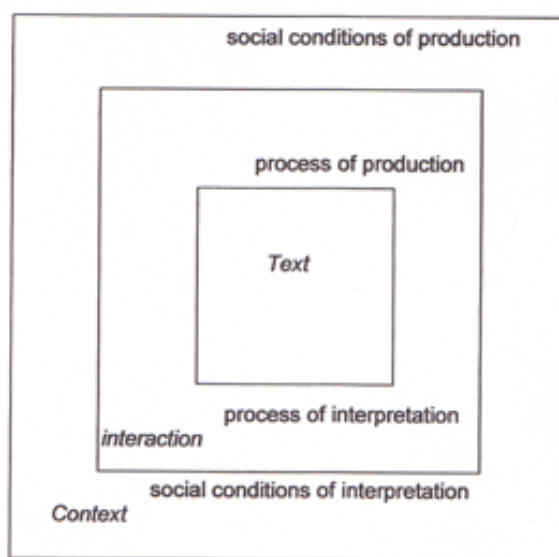 social conditions of production
process of production
Text
process of interpretation
interaction
social conditions of interpretation
Context